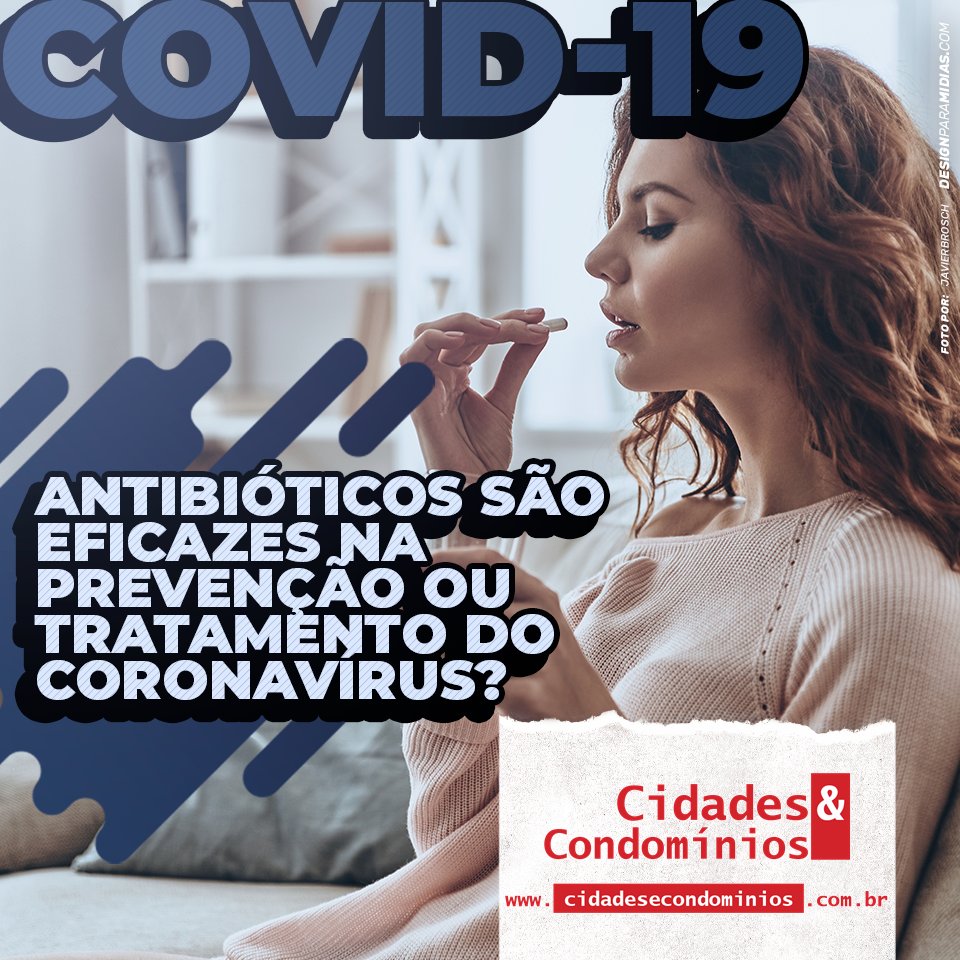 COVID-19
FOTO POR: JAVIERBROSCH DESIGNPARAMIDIAS.COM
ANTIBIÓTICOS SÃO
EFICAZES NA
PREVENÇÃO OU
TRATAMENTO DO
CORONAVÍRUS?
Cidades&
Condomínios
www.cidadesecondominios.com.br